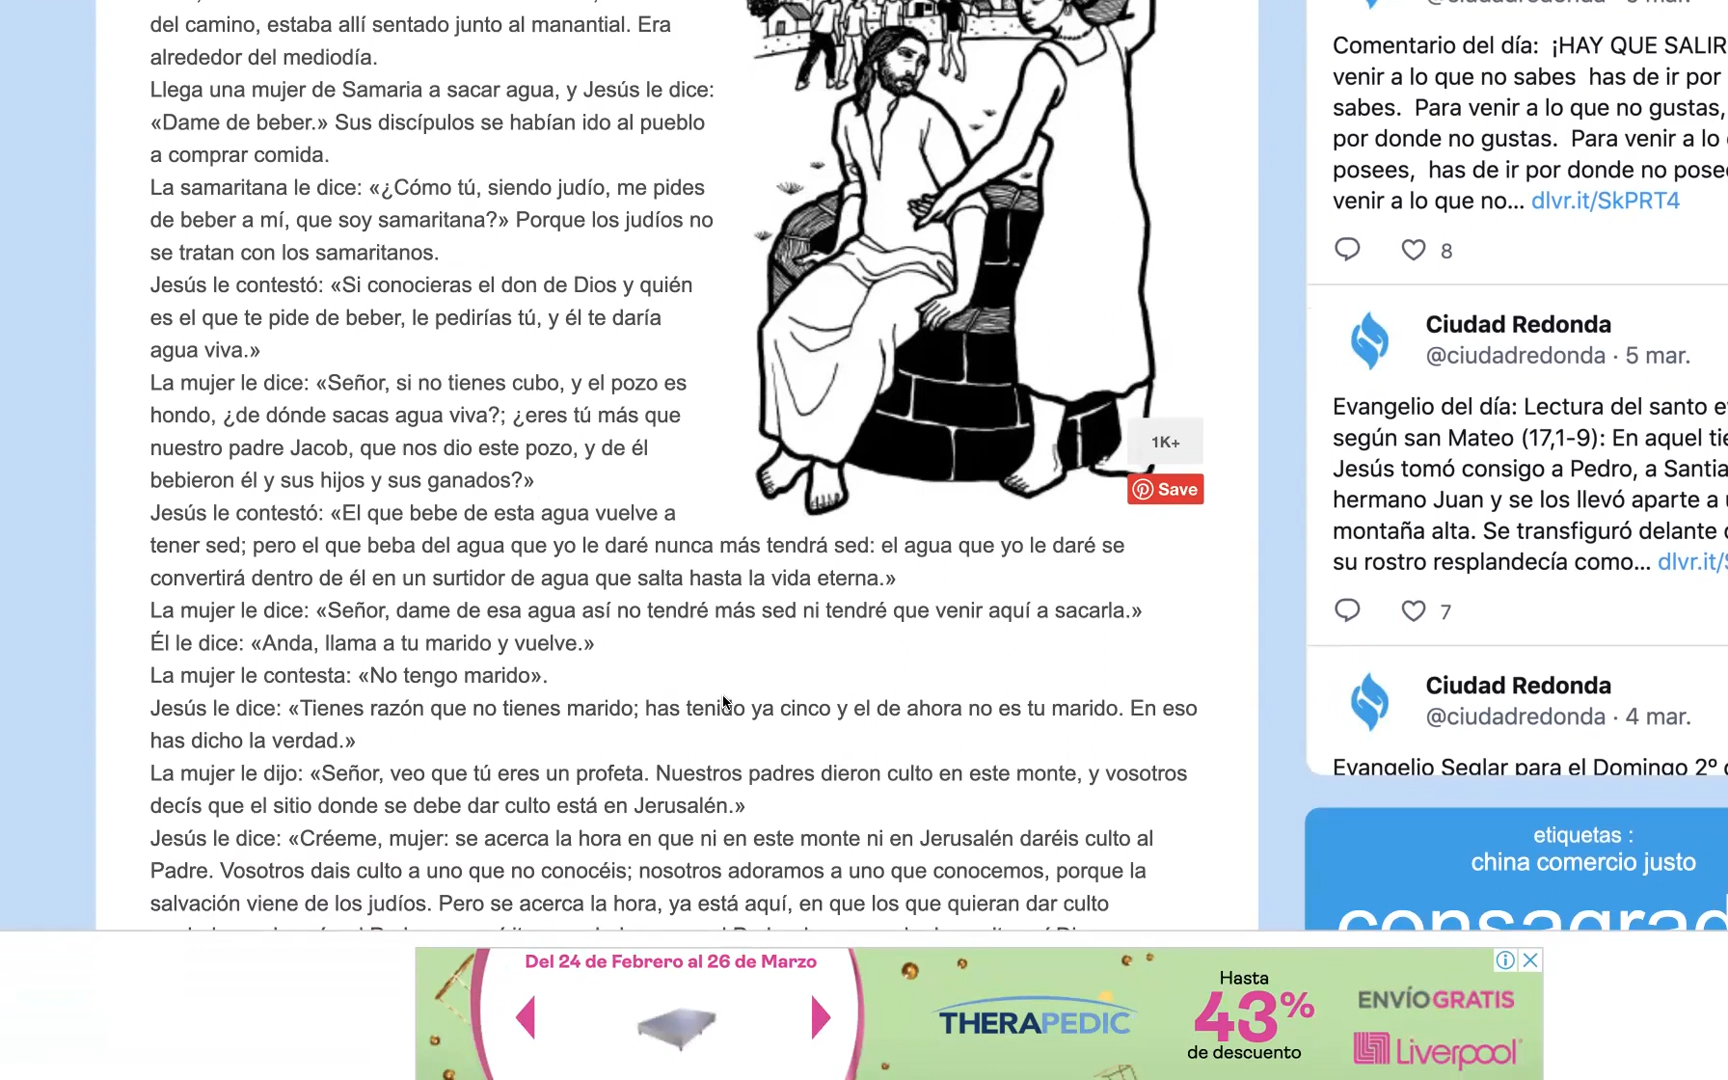 del camino, estaba allí sentado junto al manantial. Era
alrededor del mediodía.
Llega una mujer de Samaria a sacar agua, y Jesús le dice:
«Dame de beber.» Sus discípulos se habían ido al pueblo
a comprar comida.
La samaritana le dice: «¿Cómo tú, siendo judío, me pides
de beber a mí, que soy samaritana?» Porque los judíos no
se tratan con los samaritanos.
Jesús le contestó: «Si conocieras el don de Dios y quién
es el que te pide de beber, le pedirías tú, y él te daría
agua viva.»
La mujer le dice: «Señor, si no tienes cubo, y el pozo es
hondo, ¿de dónde sacas agua viva?; ¿eres tú más que
nuestro padre Jacob, que nos dio este pozo, y de él
bebieron él y sus hijos y sus ganados?»
Jesús le contestó: «El que bebe de esta agua vuelve a
tener sed; pero el que beba del agua que yo le daré nunca más tendrá sed: el agua que yo le daré se
convertirá dentro de él en un surtidor de agua que salta hasta la vida eterna.»
La mujer le dice: «Señor, dame de esa agua así no tendré más sed ni tendré que venir aquí a sacarla.»
Él le dice: «Anda, llama a tu marido y vuelve.»
La mujer le contesta: «No tengo marido».
Jesús le dice: «Tienes razón que no tienes marido; has tenido ya cinco y el de ahora no es tu marido. En eso
has dicho la verdad.»
La mujer le dijo: «Señor, veo que tú eres un profeta. Nuestros padres dieron culto en este monte, y vosotros
decís que el sitio donde se debe dar culto está en Jerusalén.»
Jesús le dice: «Créeme, mujer: se acerca la hora en que ni en este monte ni en Jerusalén daréis culto al
Padre. Vosotros dais culto a uno que no conocéis; nosotros adoramos a uno que conocemos, porque la
salvación viene de los judíos. Pero se acerca la hora, ya está aquí, en que los que quieran dar culto
1K+
Save
Comentario del día: ¡HAY QUE SALIR
venir a lo que no sabes has de ir por
sabes. Para venir a lo que no gustas,
por donde no gustas. Para venir a lo
posees, has de ir por donde no pose
venir a lo que no... dlvr.it/SkPRT4
8
Ciudad Redonda
@ciudadredonda · 5 mar.
Evangelio del día: Lectura del santo e
según san Mateo (17,1-9): En aquel tie
Jesús tomó consigo a Pedro, a Santia
hermano Juan y se los llevó aparte a
montaña alta. Se transfiguró delante
su rostro resplandecía como... dlvr.it/
7
Ciudad Redonda
@ciudadredonda · 4 mar.
Evangelio Seglar para el Domingo 2º
etiquetas :
china comercio justo
consagrad
Del 24 de Febrero al 26 de Marzo
THERAPEDIC
Hasta
43%
de descuento
ENVÍO GRATIS
Liverpool